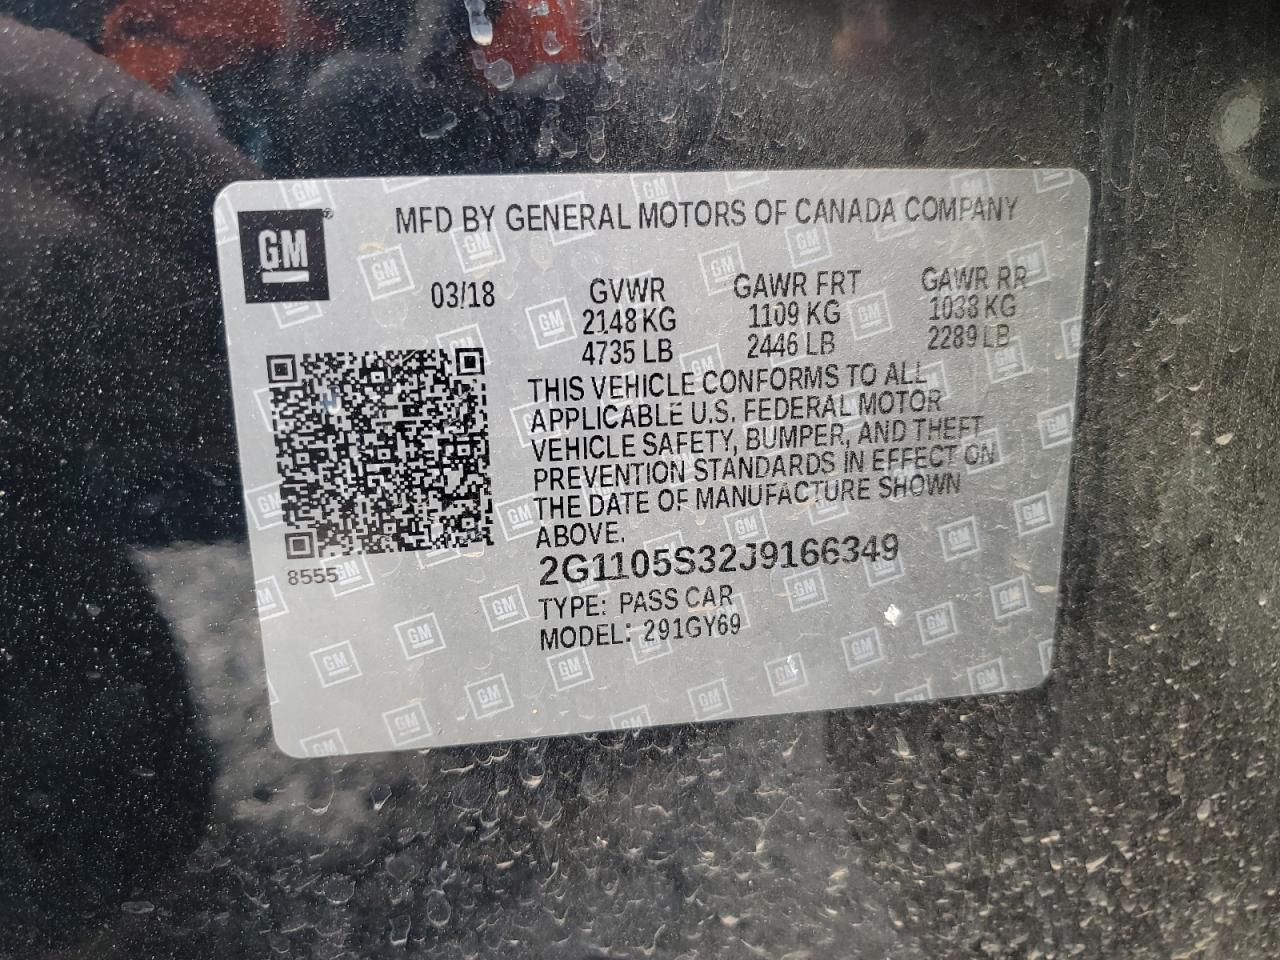 GM
MFD BY GENERAL MOTORS OF CANADA COMPANY
03/18
GVWR
2148 KG
4735 LB
GAWR FRT
1109 KG
2446 LB
GAWR RR
1038 KG
2289 LB
THIS VEHICLE CONFORMS TO ALL
APPLICABLE U.S. FEDERAL MOTOR
VEHICLE SAFETY, BUMPER, AND THEFT
PREVENTION STANDARDS IN EFFECT ON
THE DATE OF MANUFACTURE SHOWN
ABOVE.
8555
2G1105S32J9166349
TYPE: PASS CAR
MODEL: 291GY69